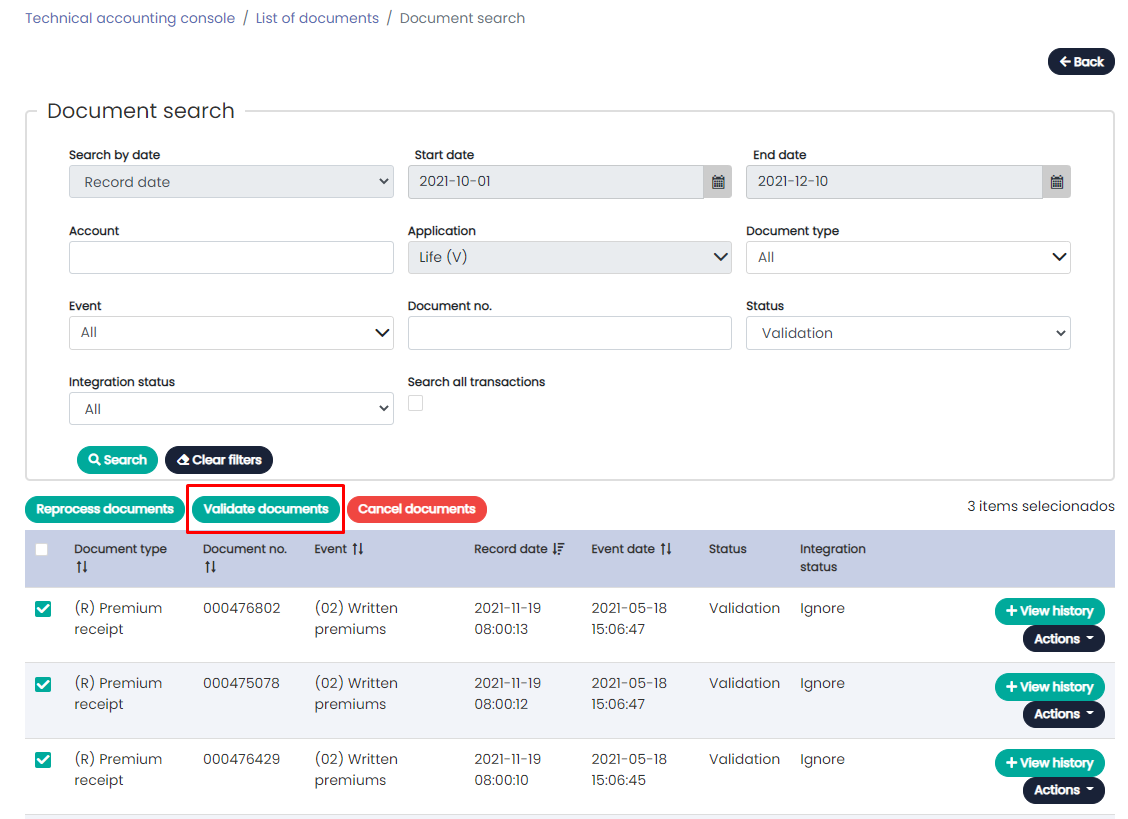 Technical accounting console / List of documents / Document search
Back
Document search
Search by date
Start date
End date
Record date
2021-10-01
2021-12-10
Account
Application
Document type
Life (V)
All
Event
Document no.
Status
All
Validation
Integration status
Search all transactions
All
Search
Clear filters
Reprocess documents
Validate documents
Cancel documents
3 items selecionados
Document type
Document no.
Event
Record date
Event date
Status
Integration
status
(R) Premium
receipt
000476802
(02) Written
premiums
2021-11-19
08:00:13
2021-05-18
15:06:47
Validation
Ignore
View history
Actions
(R) Premium
receipt
000475078
(02) Written
premiums
2021-11-19
08:00:12
2021-05-18
15:06:47
Validation
Ignore
View history
Actions
(R) Premium
receipt
000476429
(02) Written
premiums
2021-11-19
08:00:10
2021-05-18
15:06:45
Validation
Ignore
View history
Actions